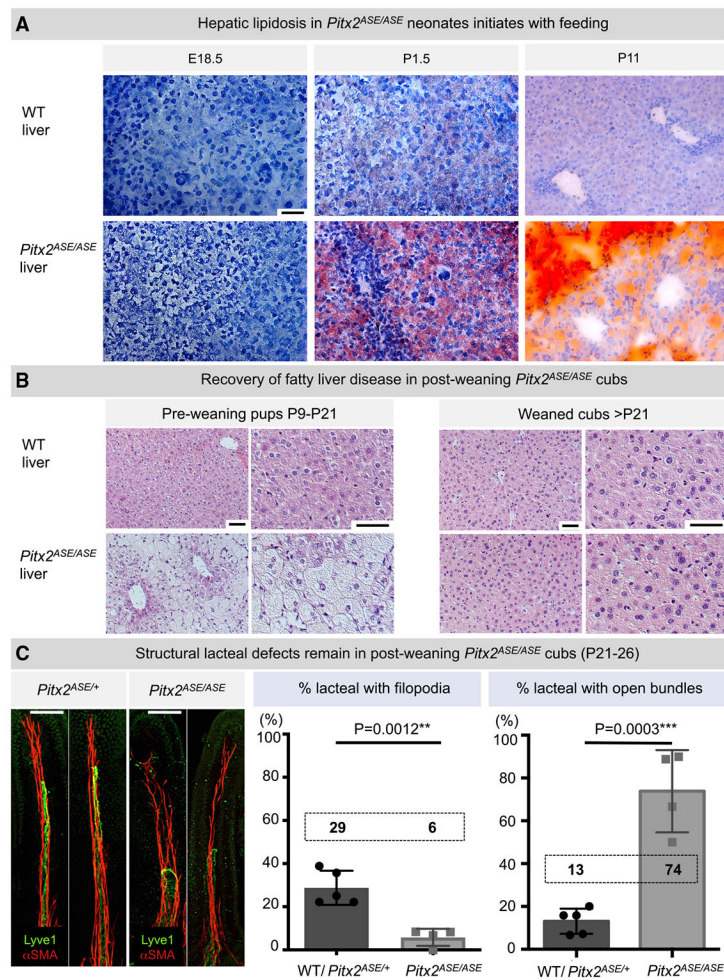 A
Hepatic lipidosis in Pitx2ASE/ASE neonates initiates with feeding
E18.5
P1.5
P11
WT
liver
Pitx2ASE/ASE
liver
B
Recovery of fatty liver disease in post-weaning Pitx2ASE/ASE cubs
Pre-weaning pups P9-P21
Weaned cubs >P21
WT
liver
Pitx2ASE/ASE
liver
C
Structural lacteal defects remain in post-weaning Pitx2ASE/ASE cubs (P21-26)
Pitx2ASE/+
Pitx2ASE/ASE
Lyve1
αSMA
Lyve1
αSMA
% lacteal with filopodia
(%)
P=0.0012**
100
80
60
40
20
0
29
6
WT/ Pitx2ASE/+
Pitx2ASE/ASE
% lacteal with open bundles
(%)
P=0.0003***
100
80
60
40
20
0
13
74
WT/ Pitx2ASE/+
Pitx2ASE/ASE